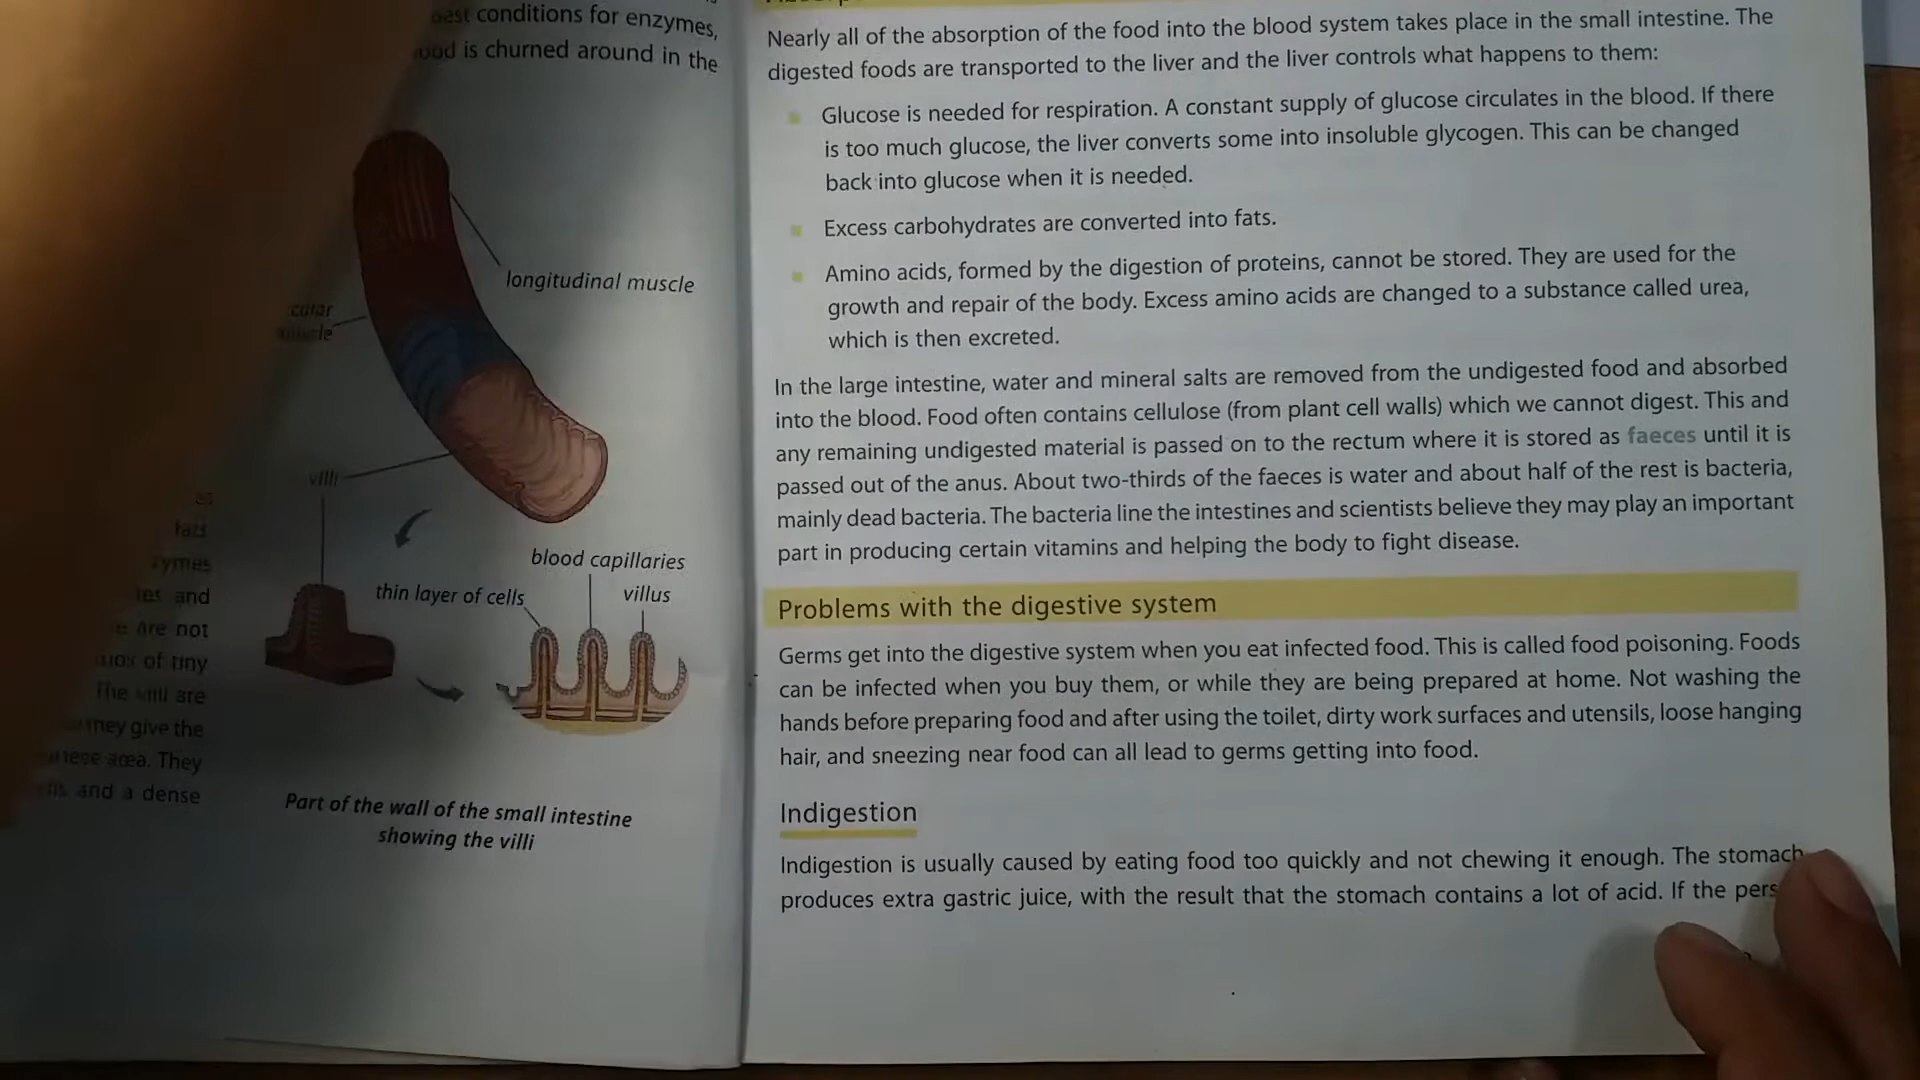 conditions for enzymes,
is churned around in the
longitudinal muscle
villi
blood capillaries
thin layer of cells
villus
fats
and
are not
of tiny
The villi are
they give the
area. They
and a dense
Part of the wall of the small intestine
showing the villi
Nearly all of the absorption of the food into the blood system takes place in the small intestine. The
digested foods are transported to the liver and the liver controls what happens to them:
Glucose is needed for respiration. A constant supply of glucose circulates in the blood. If there
is too much glucose, the liver converts some into insoluble glycogen. This can be changed
back into glucose when it is needed.
Excess carbohydrates are converted into fats.
Amino acids, formed by the digestion of proteins, cannot be stored. They are used for the
growth and repair of the body. Excess amino acids are changed to a substance called urea,
which is then excreted.
In the large intestine, water and mineral salts are removed from the undigested food and absorbed
into the blood. Food often contains cellulose (from plant cell walls) which we cannot digest. This and
any remaining undigested material is passed on to the rectum where it is stored as faeces until it is
passed out of the anus. About two-thirds of the faeces is water and about half of the rest is bacteria,
mainly dead bacteria. The bacteria line the intestines and scientists believe they may play an important
part in producing certain vitamins and helping the body to fight disease.
Problems with the digestive system
Germs get into the digestive system when you eat infected food. This is called food poisoning. Foods
can be infected when you buy them, or while they are being prepared at home. Not washing the
hands before preparing food and after using the toilet, dirty work surfaces and utensils, loose hanging
hair, and sneezing near food can all lead to germs getting into food.
Indigestion
Indigestion is usually caused by eating food too quickly and not chewing it enough. The stomach
produces extra gastric juice, with the result that the stomach contains a lot of acid. If the